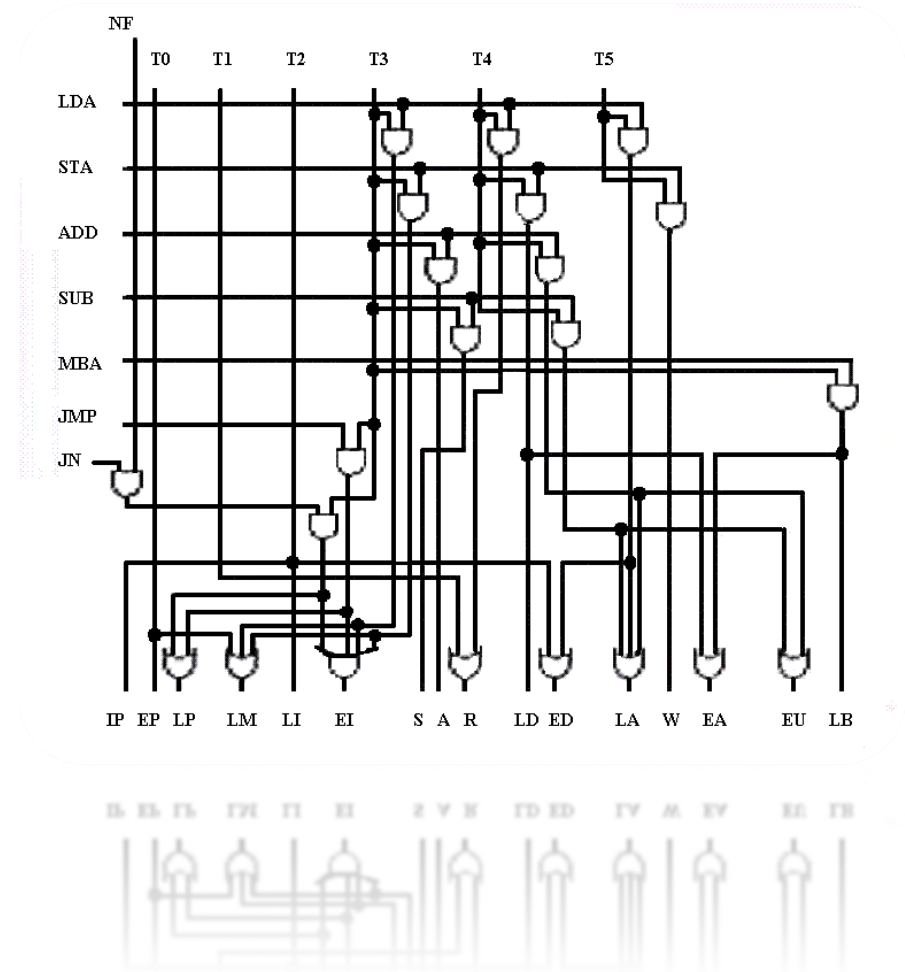 NF
T0 T1 T2 T3 T4 T5
LDA
STA
ADD
SUB
MBA
JMP
JN
IP EP LP LM LI EI S A R LD ED LA W EA EU LB